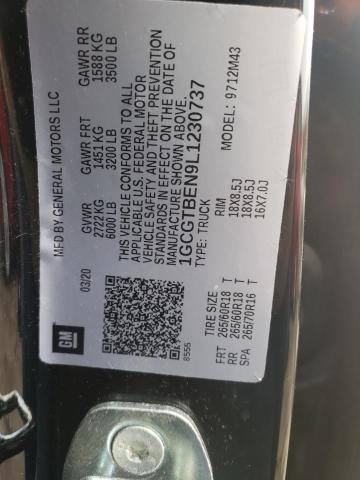 MFD BY GENERAL MOTORS LLC
03/20 GVWR GAWR FRT GAWR RR
2722 KG 1451 KG 1588 KG
6000 LB 3200 LB 3500 LB
THIS VEHICLE CONFORMS TO ALL
APPLICABLE U.S. FEDERAL MOTOR
VEHICLE SAFETY AND THEFT PREVENTION
STANDARDS IN EFFECT ON THE DATE OF
MANUFACTURE SHOWN ABOVE.
1GCGTBEN9L1230737
TYPE: TRUCK MODEL: 9712M43
TIRE SIZE RIM
FRT 265/60R18 T 18X8.5J
RR 265/60R18 T 18X8.5J
SPA 265/70R16 T 16X7.0J
GM
8555